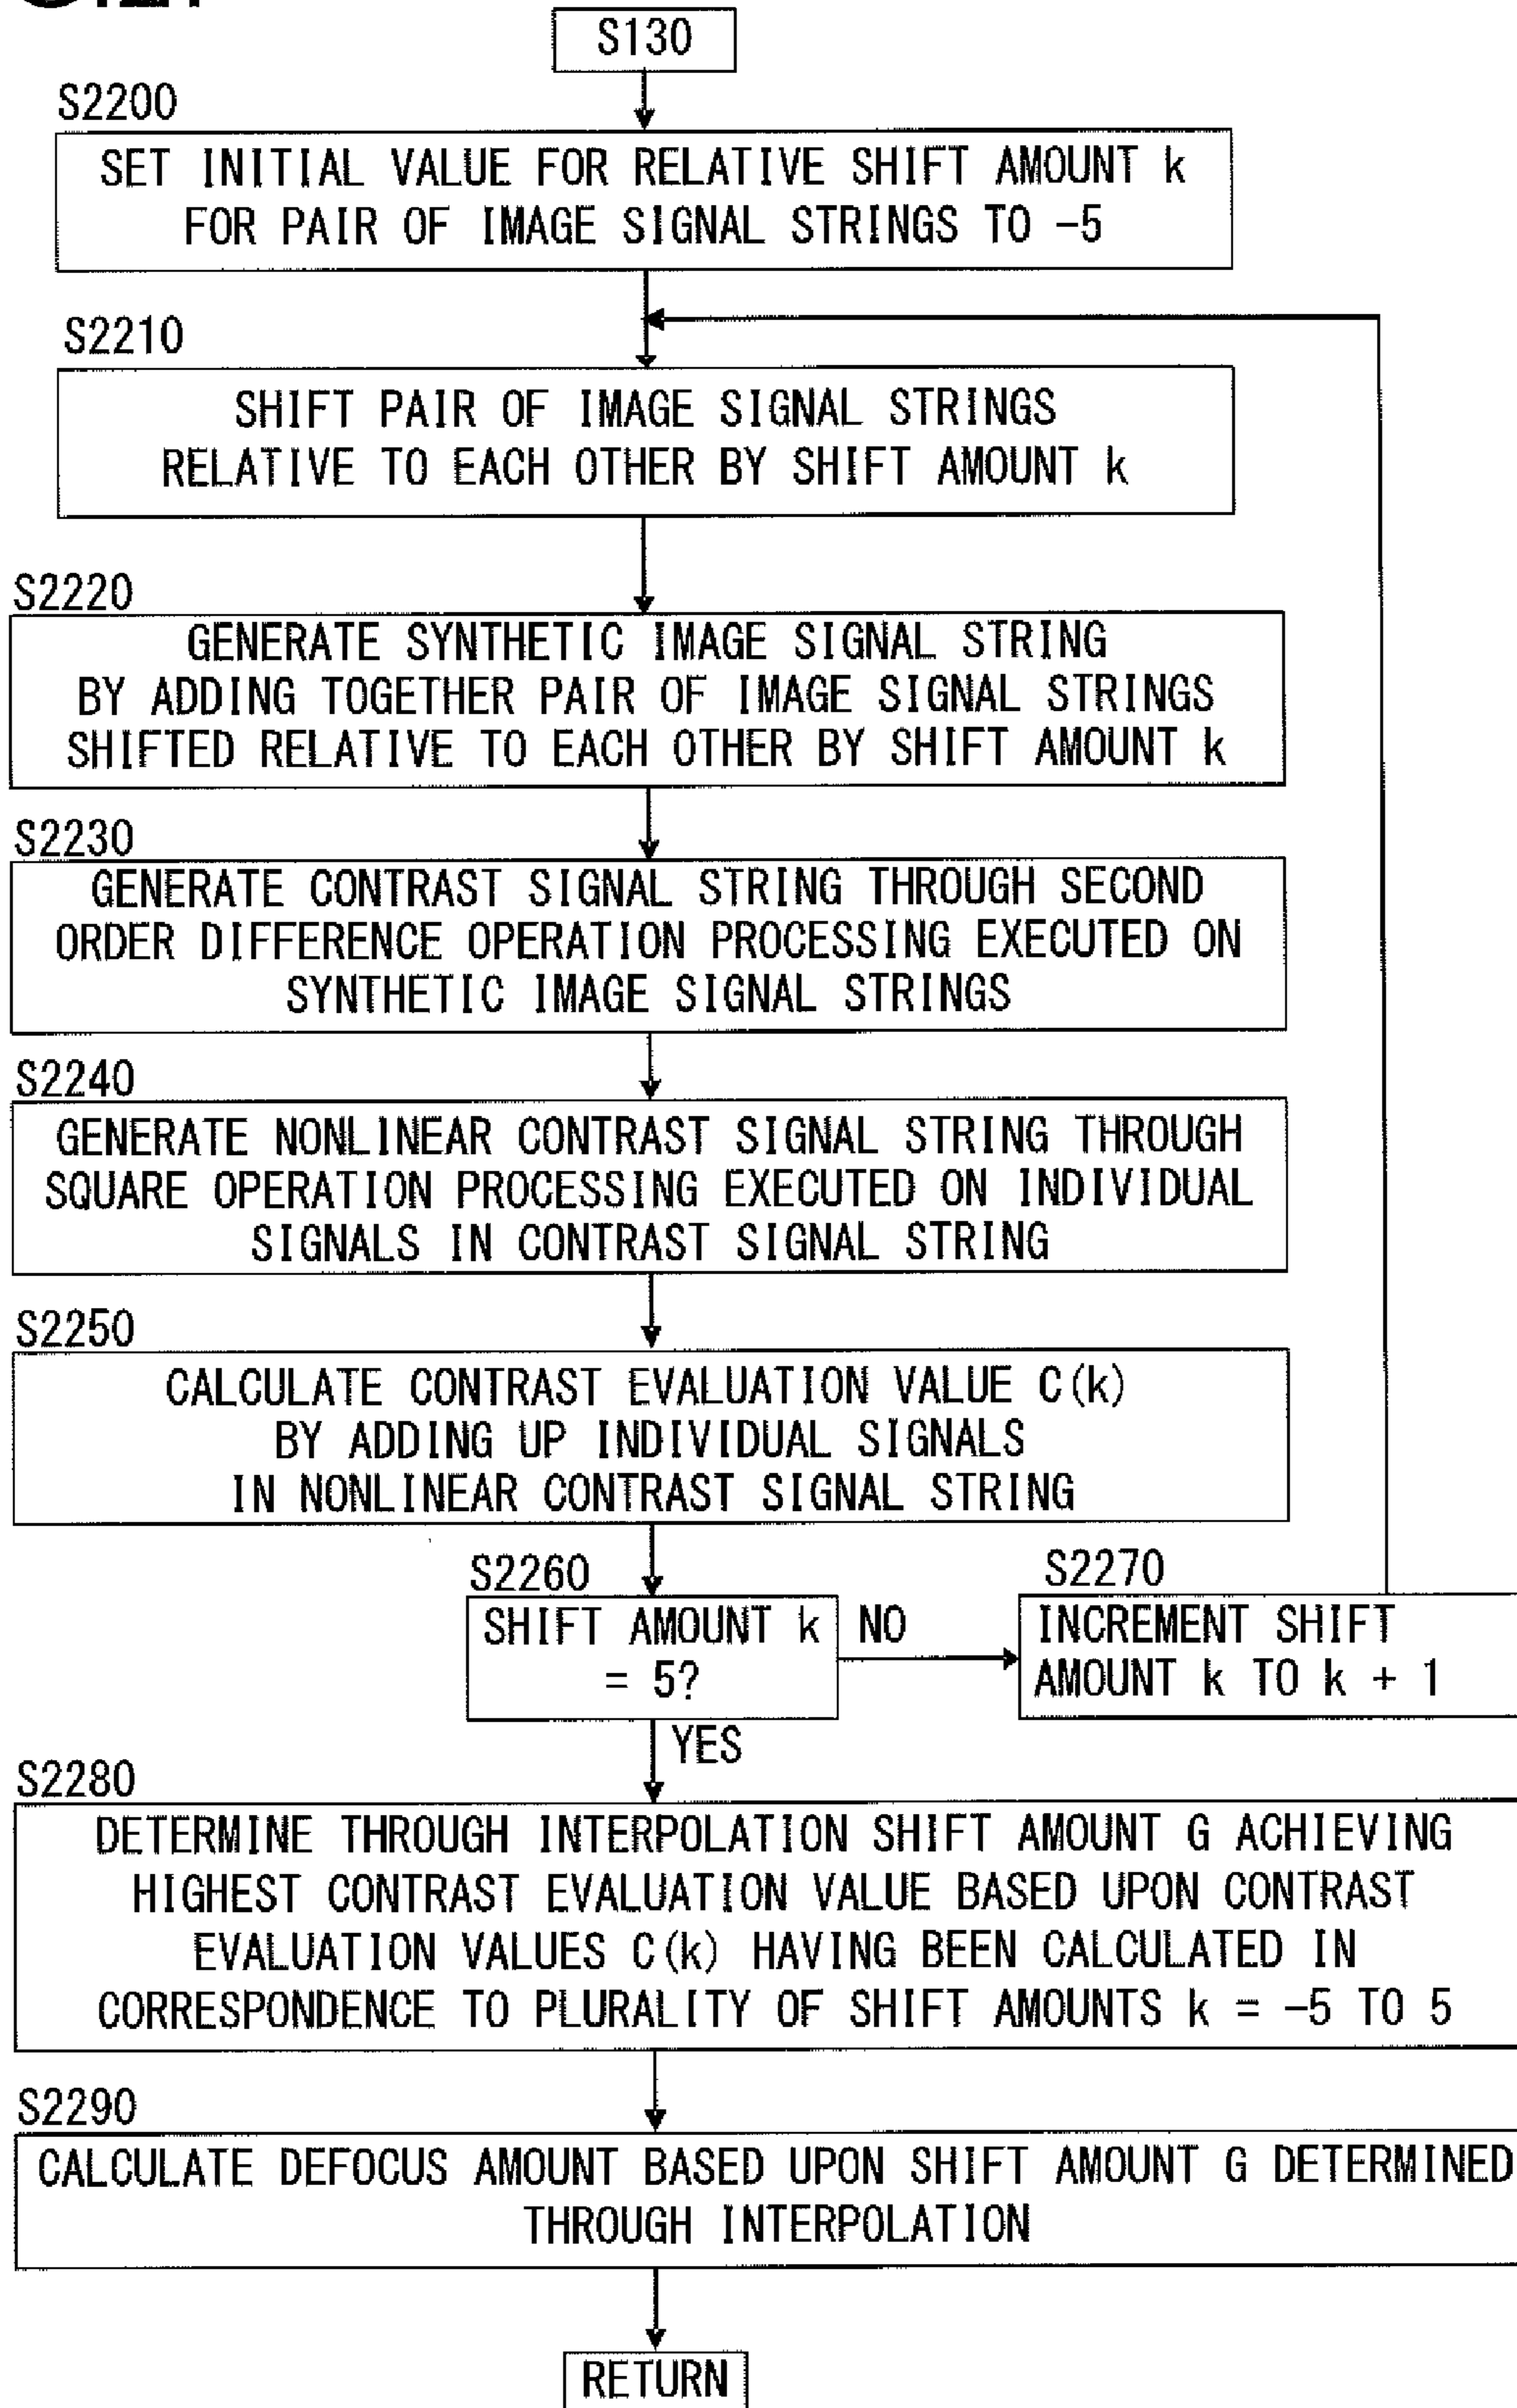 S130
S2200
SET INITIAL VALUE FOR RELATIVE SHIFT AMOUNT k
FOR PAIR OF IMAGE SIGNAL STRINGS TO -5
S2210
SHIFT PAIR OF IMAGE SIGNAL STRINGS
RELATIVE TO EACH OTHER BY SHIFT AMOUNT k
S2220
GENERATE SYNTHETIC IMAGE SIGNAL STRING
BY ADDING TOGETHER PAIR OF IMAGE SIGNAL STRINGS
SHIFTED RELATIVE TO EACH OTHER BY SHIFT AMOUNT k
S2230
GENERATE CONTRAST SIGNAL STRING THROUGH SECOND
ORDER DIFFERENCE OPERATION PROCESSING EXECUTED ON
SYNTHETIC IMAGE SIGNAL STRINGS
S2240
GENERATE NONLINEAR CONTRAST SIGNAL STRING THROUGH
SQUARE OPERATION PROCESSING EXECUTED ON INDIVIDUAL
SIGNALS IN CONTRAST SIGNAL STRING
S2250
CALCULATE CONTRAST EVALUATION VALUE C(k)
BY ADDING UP INDIVIDUAL SIGNALS
IN NONLINEAR CONTRAST SIGNAL STRING
S2260
SHIFT AMOUNT k
= 5?
NO
S2270
INCREMENT SHIFT
AMOUNT k TO k + 1
YES
S2280
DETERMINE THROUGH INTERPOLATION SHIFT AMOUNT G ACHIEVING
HIGHEST CONTRAST EVALUATION VALUE BASED UPON CONTRAST
EVALUATION VALUES C(k) HAVING BEEN CALCULATED IN
CORRESPONDENCE TO PLURALITY OF SHIFT AMOUNTS k = -5 TO 5
S2290
CALCULATE DEFOCUS AMOUNT BASED UPON SHIFT AMOUNT G DETERMINED
THROUGH INTERPOLATION
RETURN